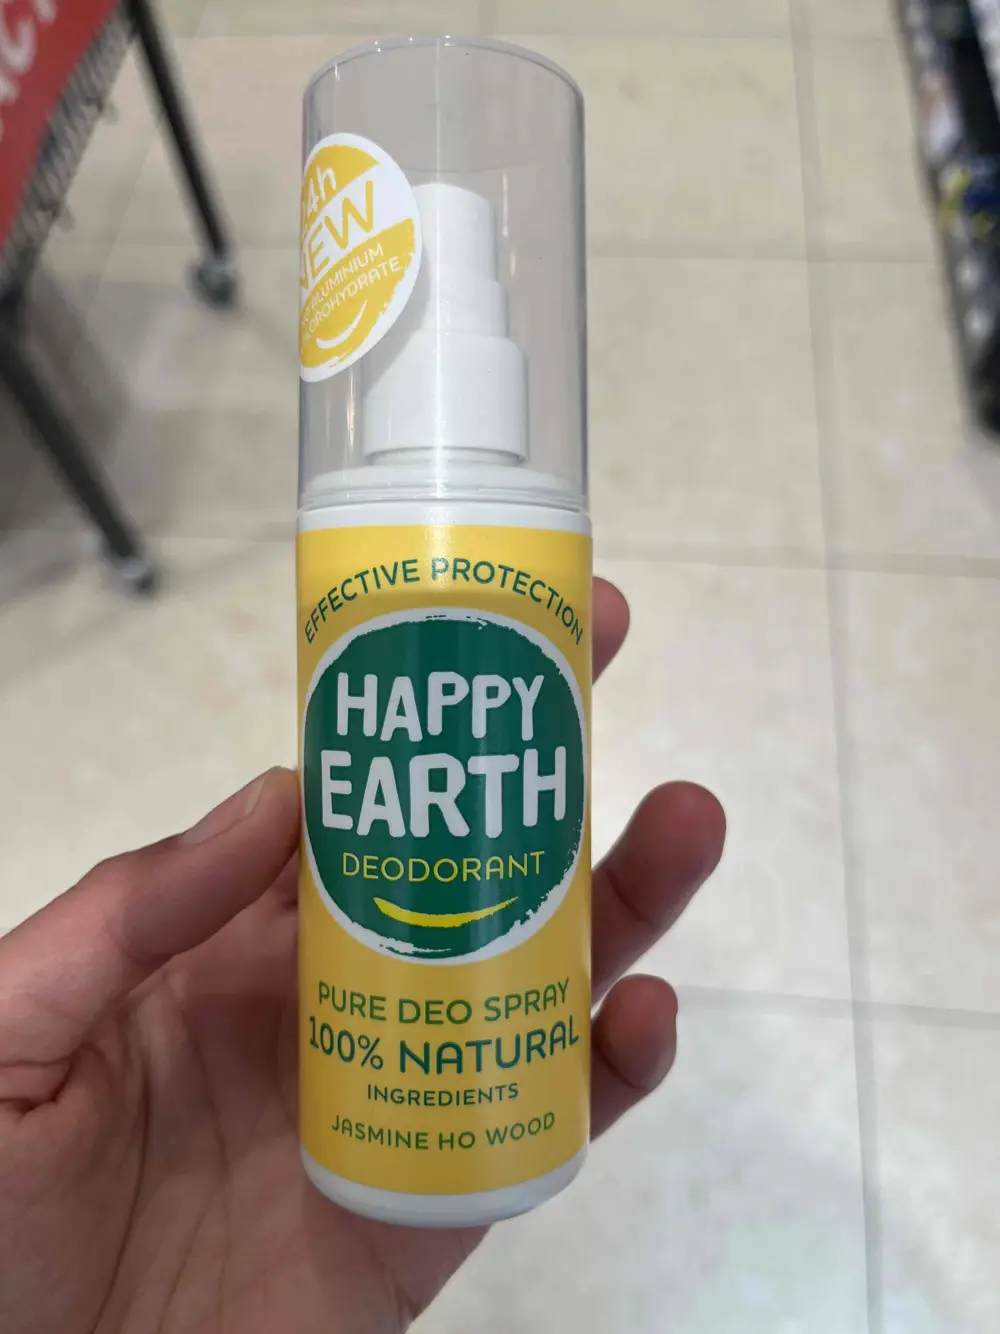 24h
NEW
ALUMINIUM
EFFECTIVE PROTECTION
HAPPY
EARTH
DEODORANT
PURE DEO SPRAY
100% NATURAL
INGREDIENTS
JASMINE HO WOOD